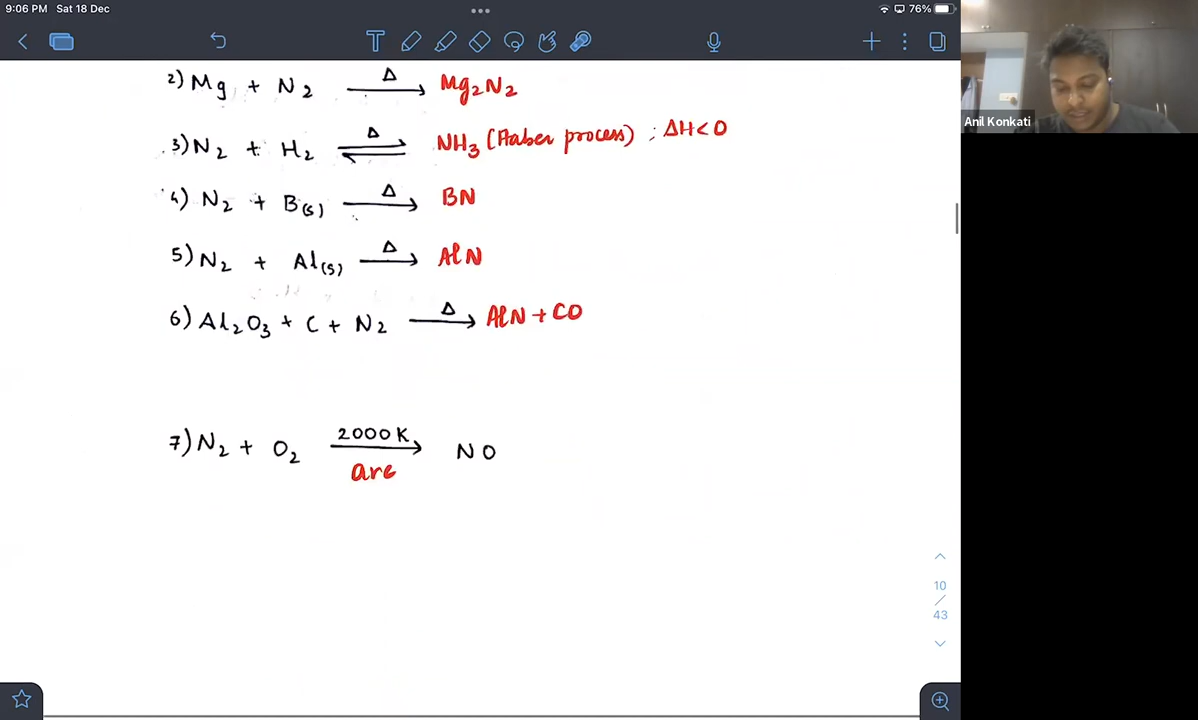 9:06 PM Sat 18 Dec 76%
Anil Konkati
2) Mg + N2 Δ → Mg2N2
3) N2 + H2 Δ ⇌ NH3 (Haber process) ; ΔH<0
4) N2 + B(s) Δ → BN
5) N2 + Al(s) Δ → AlN
6) Al2O3 + C + N2 Δ → AlN + CO
7) N2 + O2 2000 K → NO
arc
10
/
43